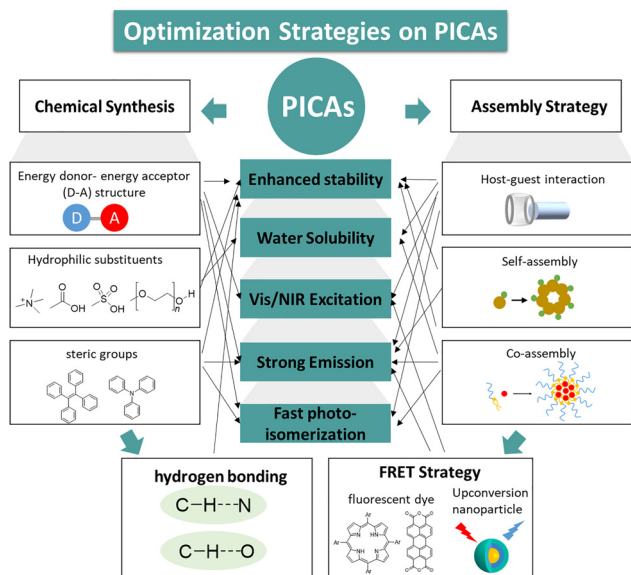 Optimization Strategies on PICAs
Chemical Synthesis
PICAs
Assembly Strategy
Energy donor- energy acceptor
(D-A) structure
D
A
Enhanced stability
Host-guest interaction
Hydrophilic substituents
+N
O
OH
O
S
O
OH
O
n
O
H
Water Solubility
Self-assembly
Vis/NIR Excitation
steric groups
N
Strong Emission
Co-assembly
Fast photo-
isomerization
hydrogen bonding
C–H---N
C–H---O
FRET Strategy
fluorescent dye
Upconversion
nanoparticle
Ar
Ar
Ar
Ar
N
HN
NH
N
O
O
O
O
O
O